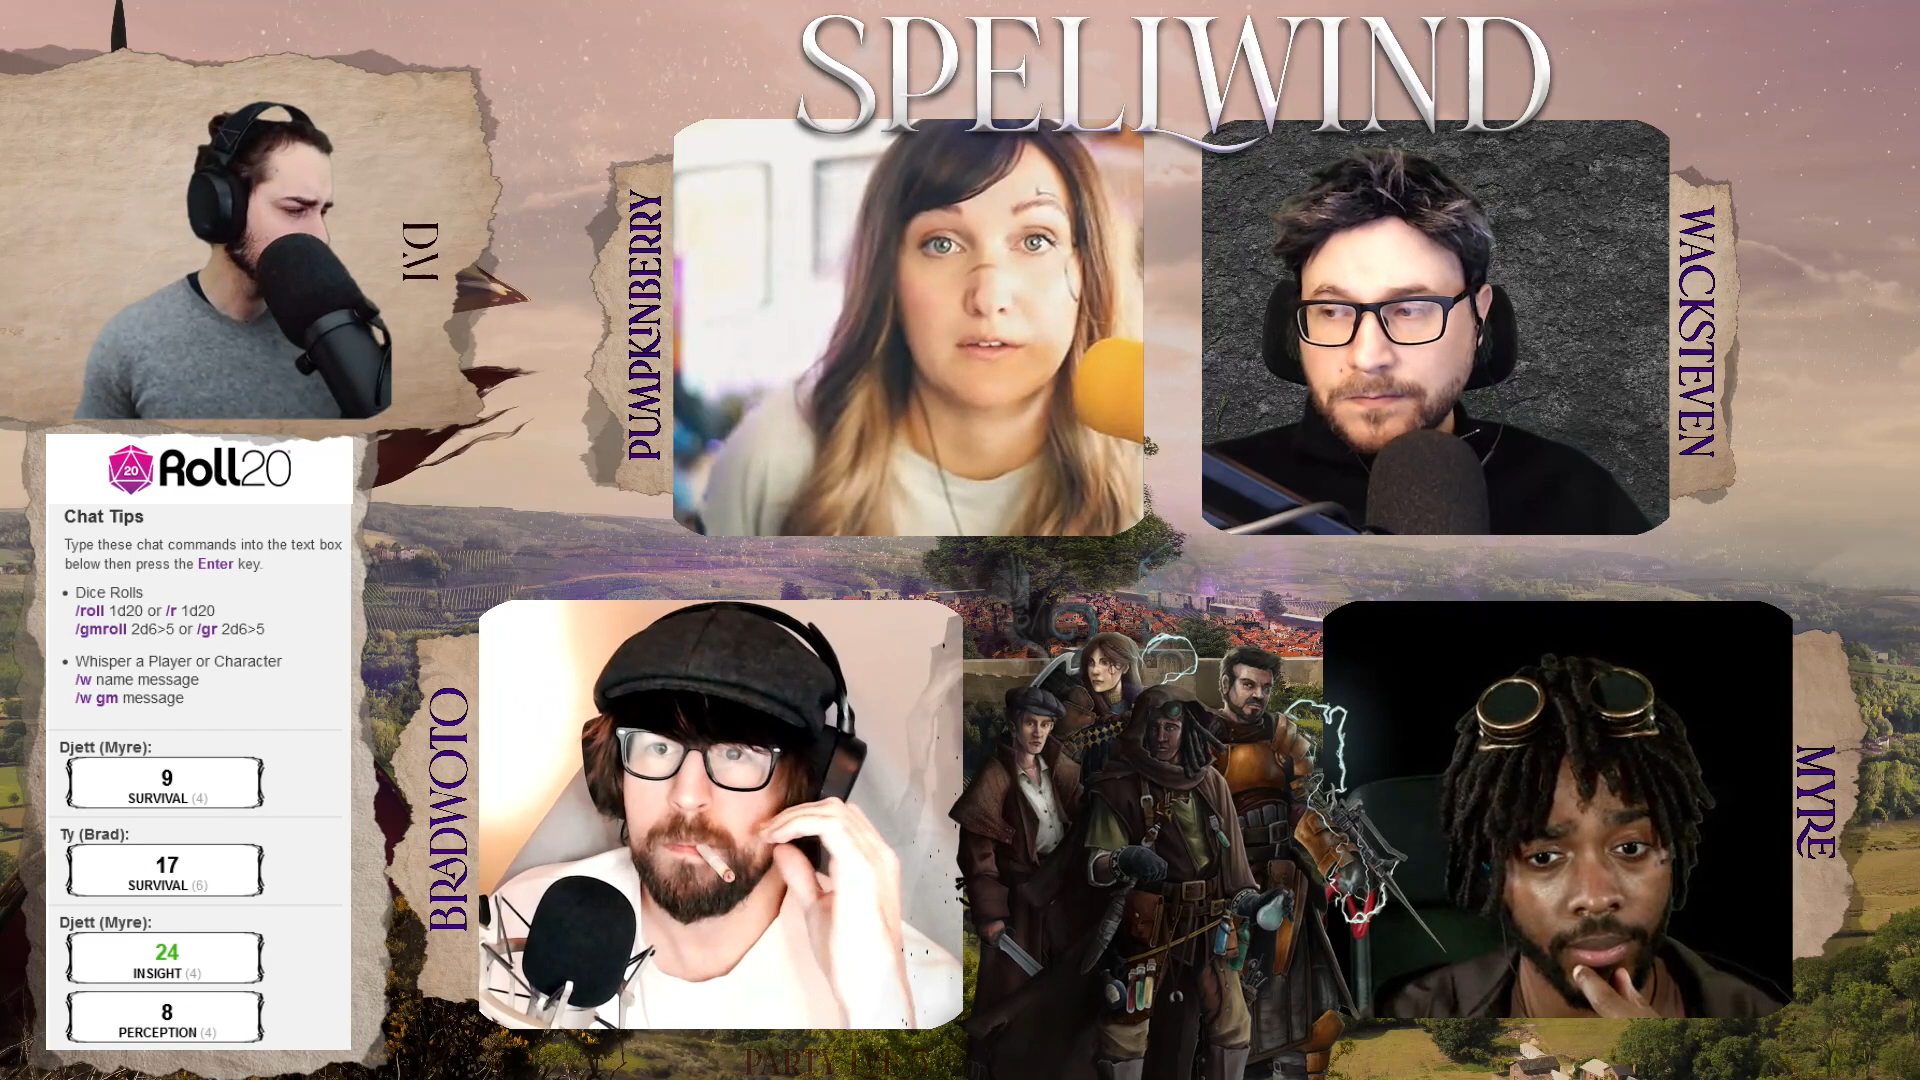 SPELLWIND
DM
PUMPKINBERRY
WACKSTEVEN
20 Roll20
Chat Tips
Type these chat commands into the text box
below then press the Enter key.
• Dice Rolls
/roll 1d20 or /r 1d20
/gmroll 2d6>5 or /gr 2d6>5
• Whisper a Player or Character
/w name message
/w gm message
Djett (Myre):
9
SURVIVAL (4)
Ty (Brad):
17
SURVIVAL (6)
Djett (Myre):
24
INSIGHT (4)
8
PERCEPTION (4)
BRADWOTO
MYRE
PARTY LVL